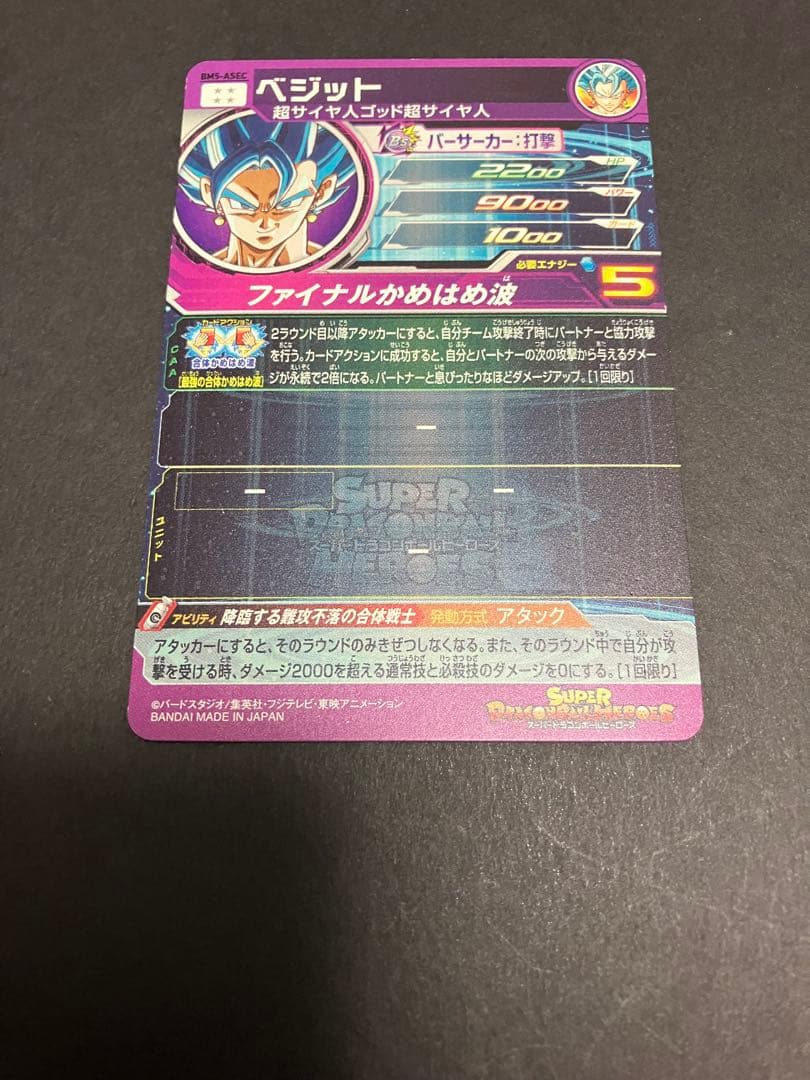 BM5-ASEC
ベジット
超サイヤ人ゴッド超サイヤ人
Bs バーサーカー:打撃
HP
2200
パワー
9000
ガード
1000
必要エナジー 5
ファイナルかめはめ波
CAA
カードアクション
合体かめはめ波
[最強の合体かめはめ波]
2ラウンド目以降アタッカーにすると、自分チーム攻撃終了時にパートナーと協力攻撃
を行う。カードアクションに成功すると、自分とパートナーの次の攻撃から与えるダメー
ジが永続で2倍になる。パートナーと息ぴったりなほどダメージアップ。[1回限り]
ー
ユニット
ー ー
ー
SUPER
DRAGONBALL
スーパードラゴンボールヒーローズ
HEROES
アビリティ 降臨する難攻不落の合体戦士 発動方式 アタック
アタッカーにすると、そのラウンドのみきぜつしなくなる。また、そのラウンド中で自分が攻
撃を受ける時、ダメージ2000を超える通常技と必殺技のダメージを0にする。[1回限り]
©バードスタジオ/集英社・フジテレビ・東映アニメーション
BANDAI MADE IN JAPAN
SUPER
DRAGONBALL HEROES
スーパードラゴンボールヒーローズ